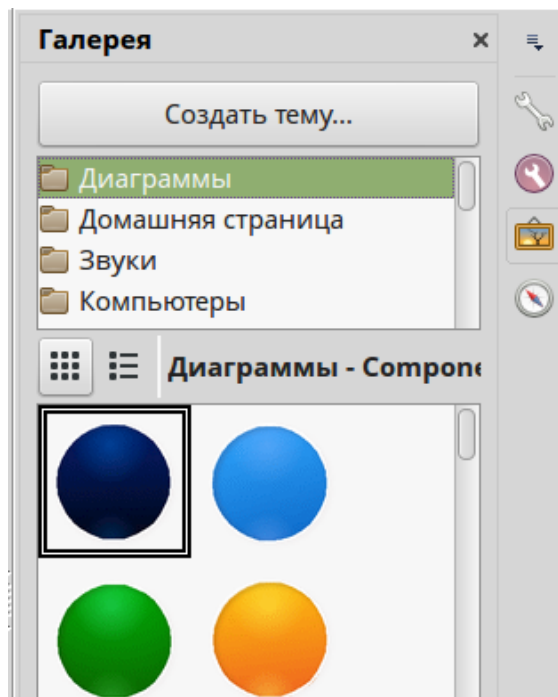 Галерея
Создать тему...
Диаграммы
Домашняя страница
Звуки
Компьютеры
Диаграммы - Compone